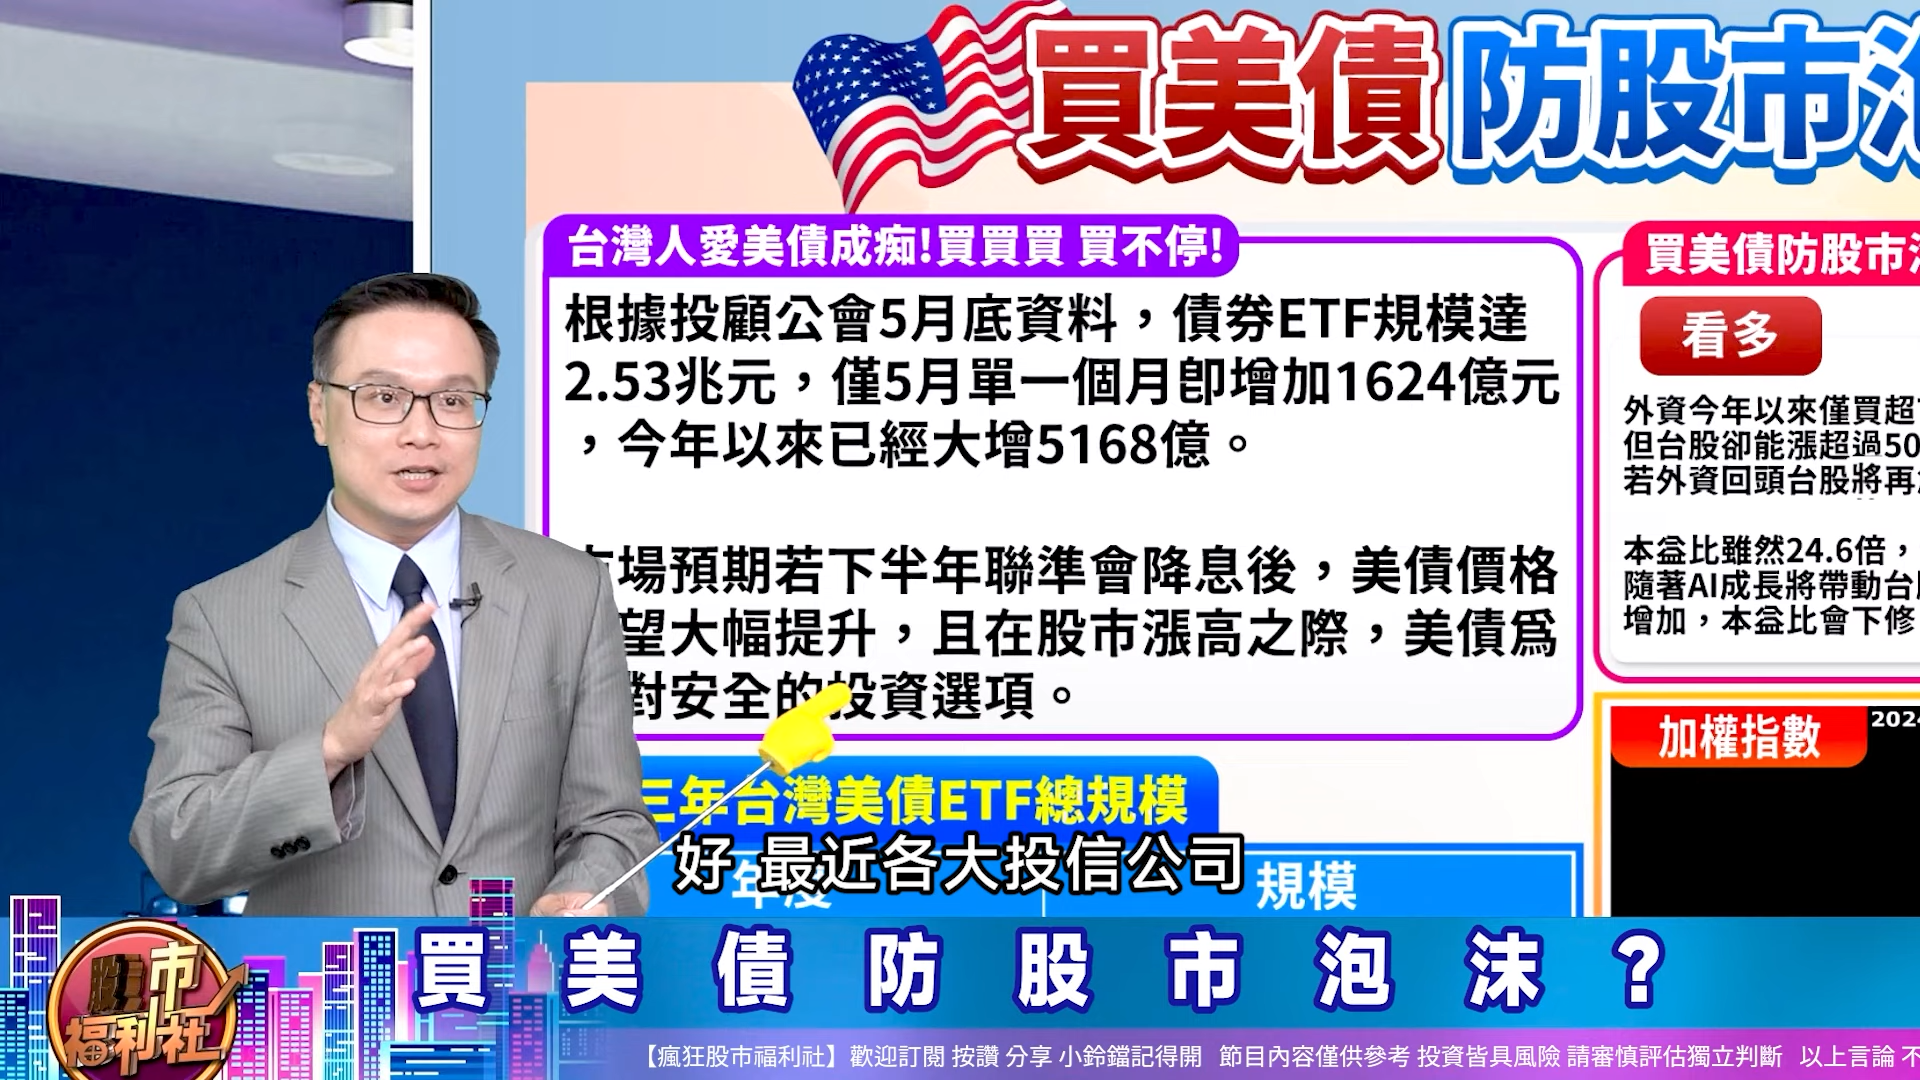 買美債防股市
台灣人愛美債成痴!買買買 買不停!
根據投顧公會5月底資料，債券ETF規模達
2.53兆元，僅5月單一個月即增加1624億元
，今年以來已經大增5168億。
場預期若下半年聯準會降息後，美債價格
望大幅提升，且在股市漲高之際，美債為
對安全的投資選項。
三年台灣美債ETF總規模
年度
規模
買美債防股市
看多
外資今年以來僅買超
但台股卻能漲超過50
若外資回頭台股將再
本益比雖然24.6倍，
隨著AI成長將帶動台
增加，本益比會下修
加權指數
202
好 最近各大投信公司
買美債防股市泡沫?
股市
福利社
【瘋狂股市福利社】歡迎訂閱 按讚 分享 小鈴鐺記得開 節目內容僅供參考 投資皆具風險 請審慎評估獨立判斷 以上言論 不